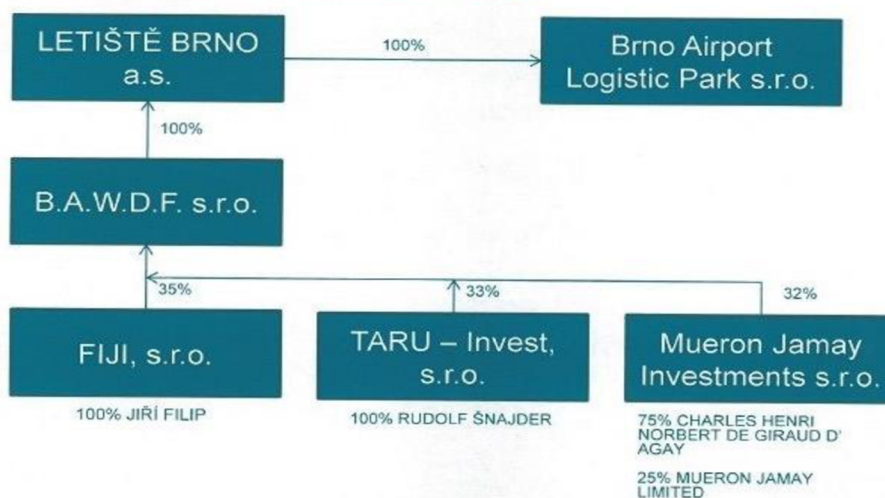 LETIŠTĚ BRNO
a.s.
100%
Brno Airport
Logistic Park s.r.o.
100%
B.A.W.D.F. s.r.o.
35%
33%
32%
FIJI, s.r.o.
TARU – Invest,
s.r.o.
Mueron Jamay
Investments s.r.o.
100% JIŘÍ FILIP
100% RUDOLF ŠNAJDER
75% CHARLES HENRI
NORBERT DE GIRAUD D'
AGAY
25% MUERON JAMAY
LIMITED